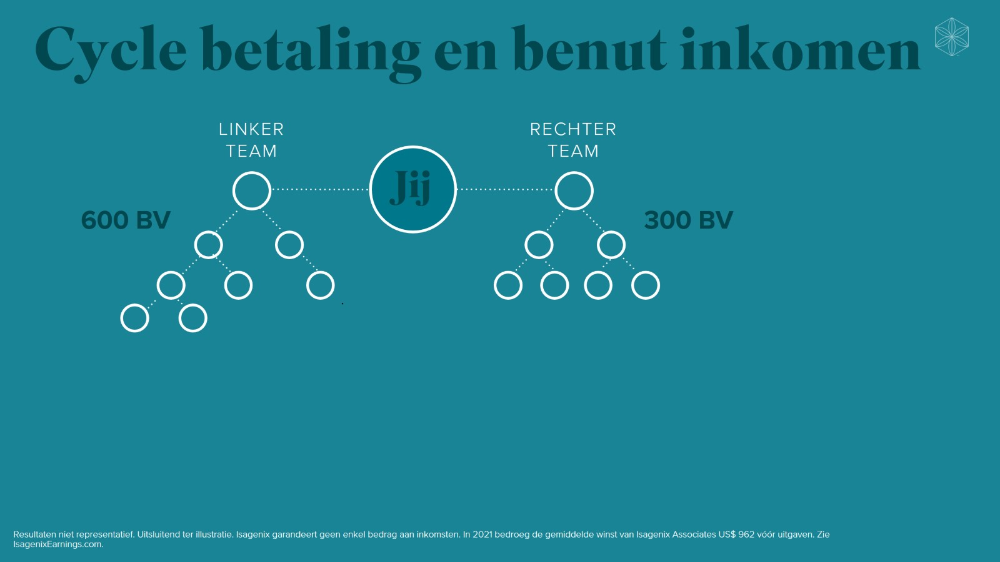 Cycle betaling en benut inkomen
LINKER
TEAM
RECHTER
TEAM
Jij
600 BV
300 BV
Resultaten niet representatief. Uitsluitend ter illustratie. Isagenix garandeert geen enkel bedrag aan inkomsten. In 2021 bedroeg de gemiddelde winst van Isagenix Associates US$ 962 vóór uitgaven. Zie
IsagenixEarnings.com.